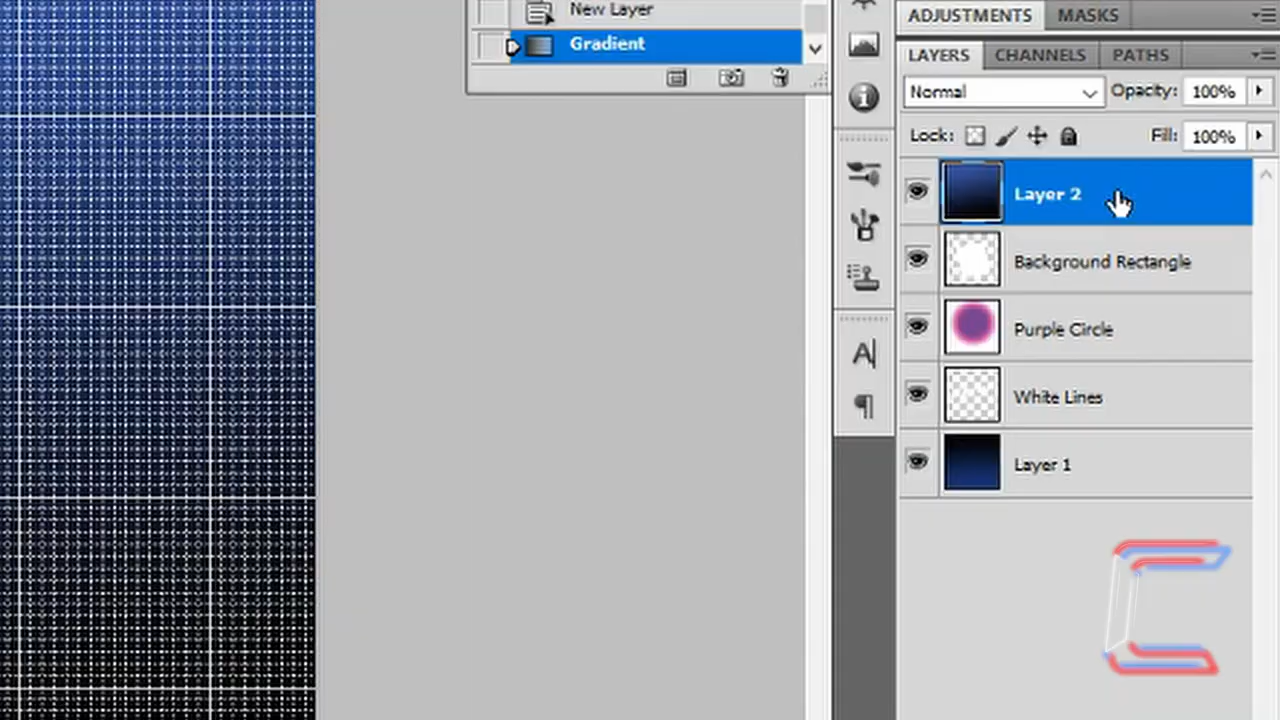 New Layer
Gradient
ADJUSTMENTS MASKS
LAYERS CHANNELS PATHS
Normal Opacity: 100%
Lock: Fill: 100%
Layer 2
Background Rectangle
Purple Circle
White Lines
Layer 1